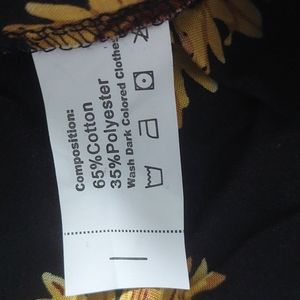 Composition:
65%Cotton
35%Polyester
Wash Dark Colored Clothes